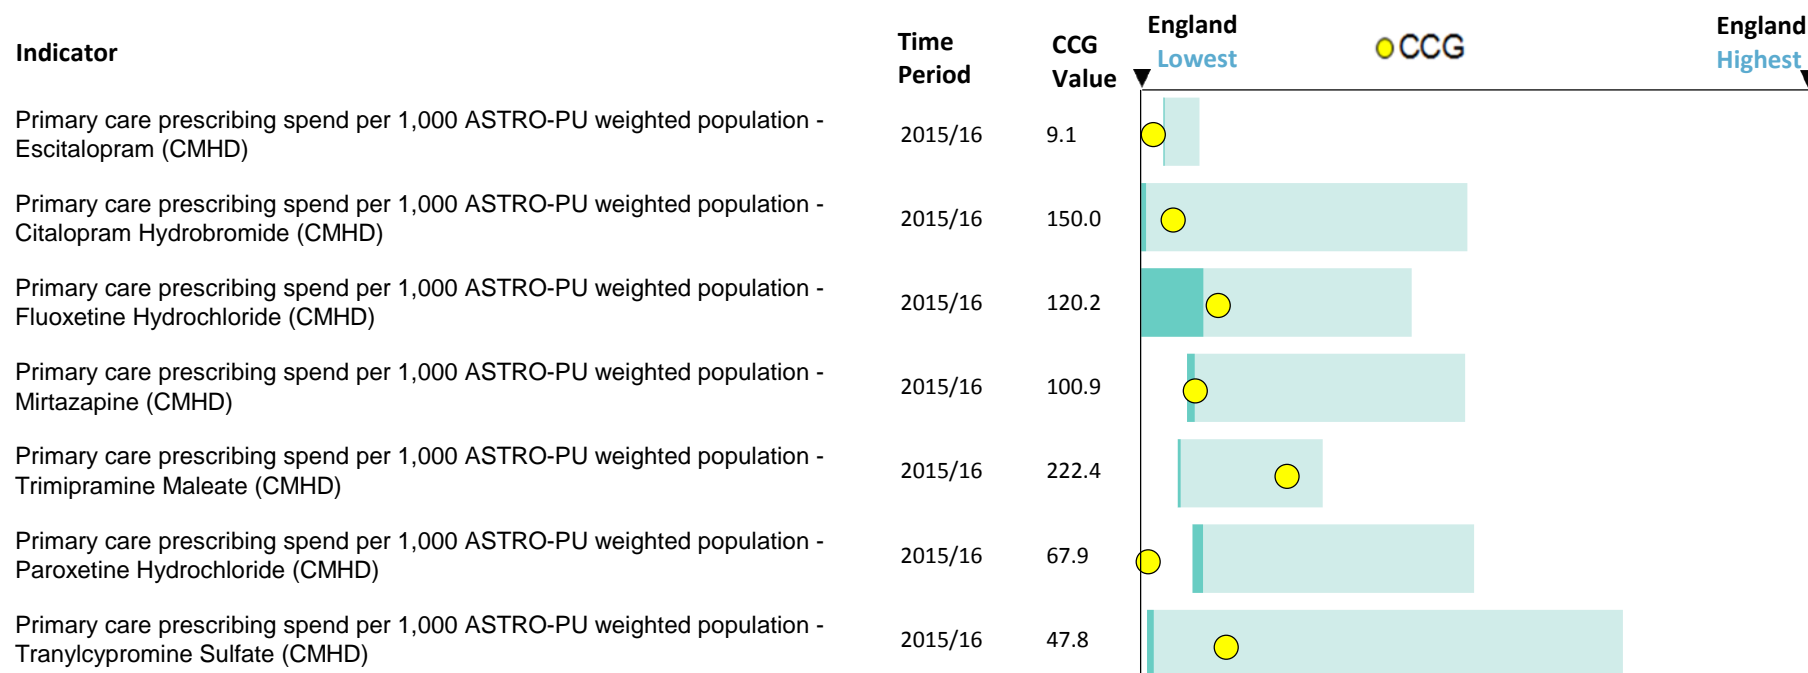 Indicator
Time
Period
CCG
Value
England
Lowest
CCG
England
Highest
Primary care prescribing spend per 1,000 ASTRO-PU weighted population -
Escitalopram (CMHD)
2015/16
9.1
Primary care prescribing spend per 1,000 ASTRO-PU weighted population -
Citalopram Hydrobromide (CMHD)
2015/16
150.0
Primary care prescribing spend per 1,000 ASTRO-PU weighted population -
Fluoxetine Hydrochloride (CMHD)
2015/16
120.2
Primary care prescribing spend per 1,000 ASTRO-PU weighted population -
Mirtazapine (CMHD)
2015/16
100.9
Primary care prescribing spend per 1,000 ASTRO-PU weighted population -
Trimipramine Maleate (CMHD)
2015/16
222.4
Primary care prescribing spend per 1,000 ASTRO-PU weighted population -
Paroxetine Hydrochloride (CMHD)
2015/16
67.9
Primary care prescribing spend per 1,000 ASTRO-PU weighted population -
Tranylcypromine Sulfate (CMHD)
2015/16
47.8